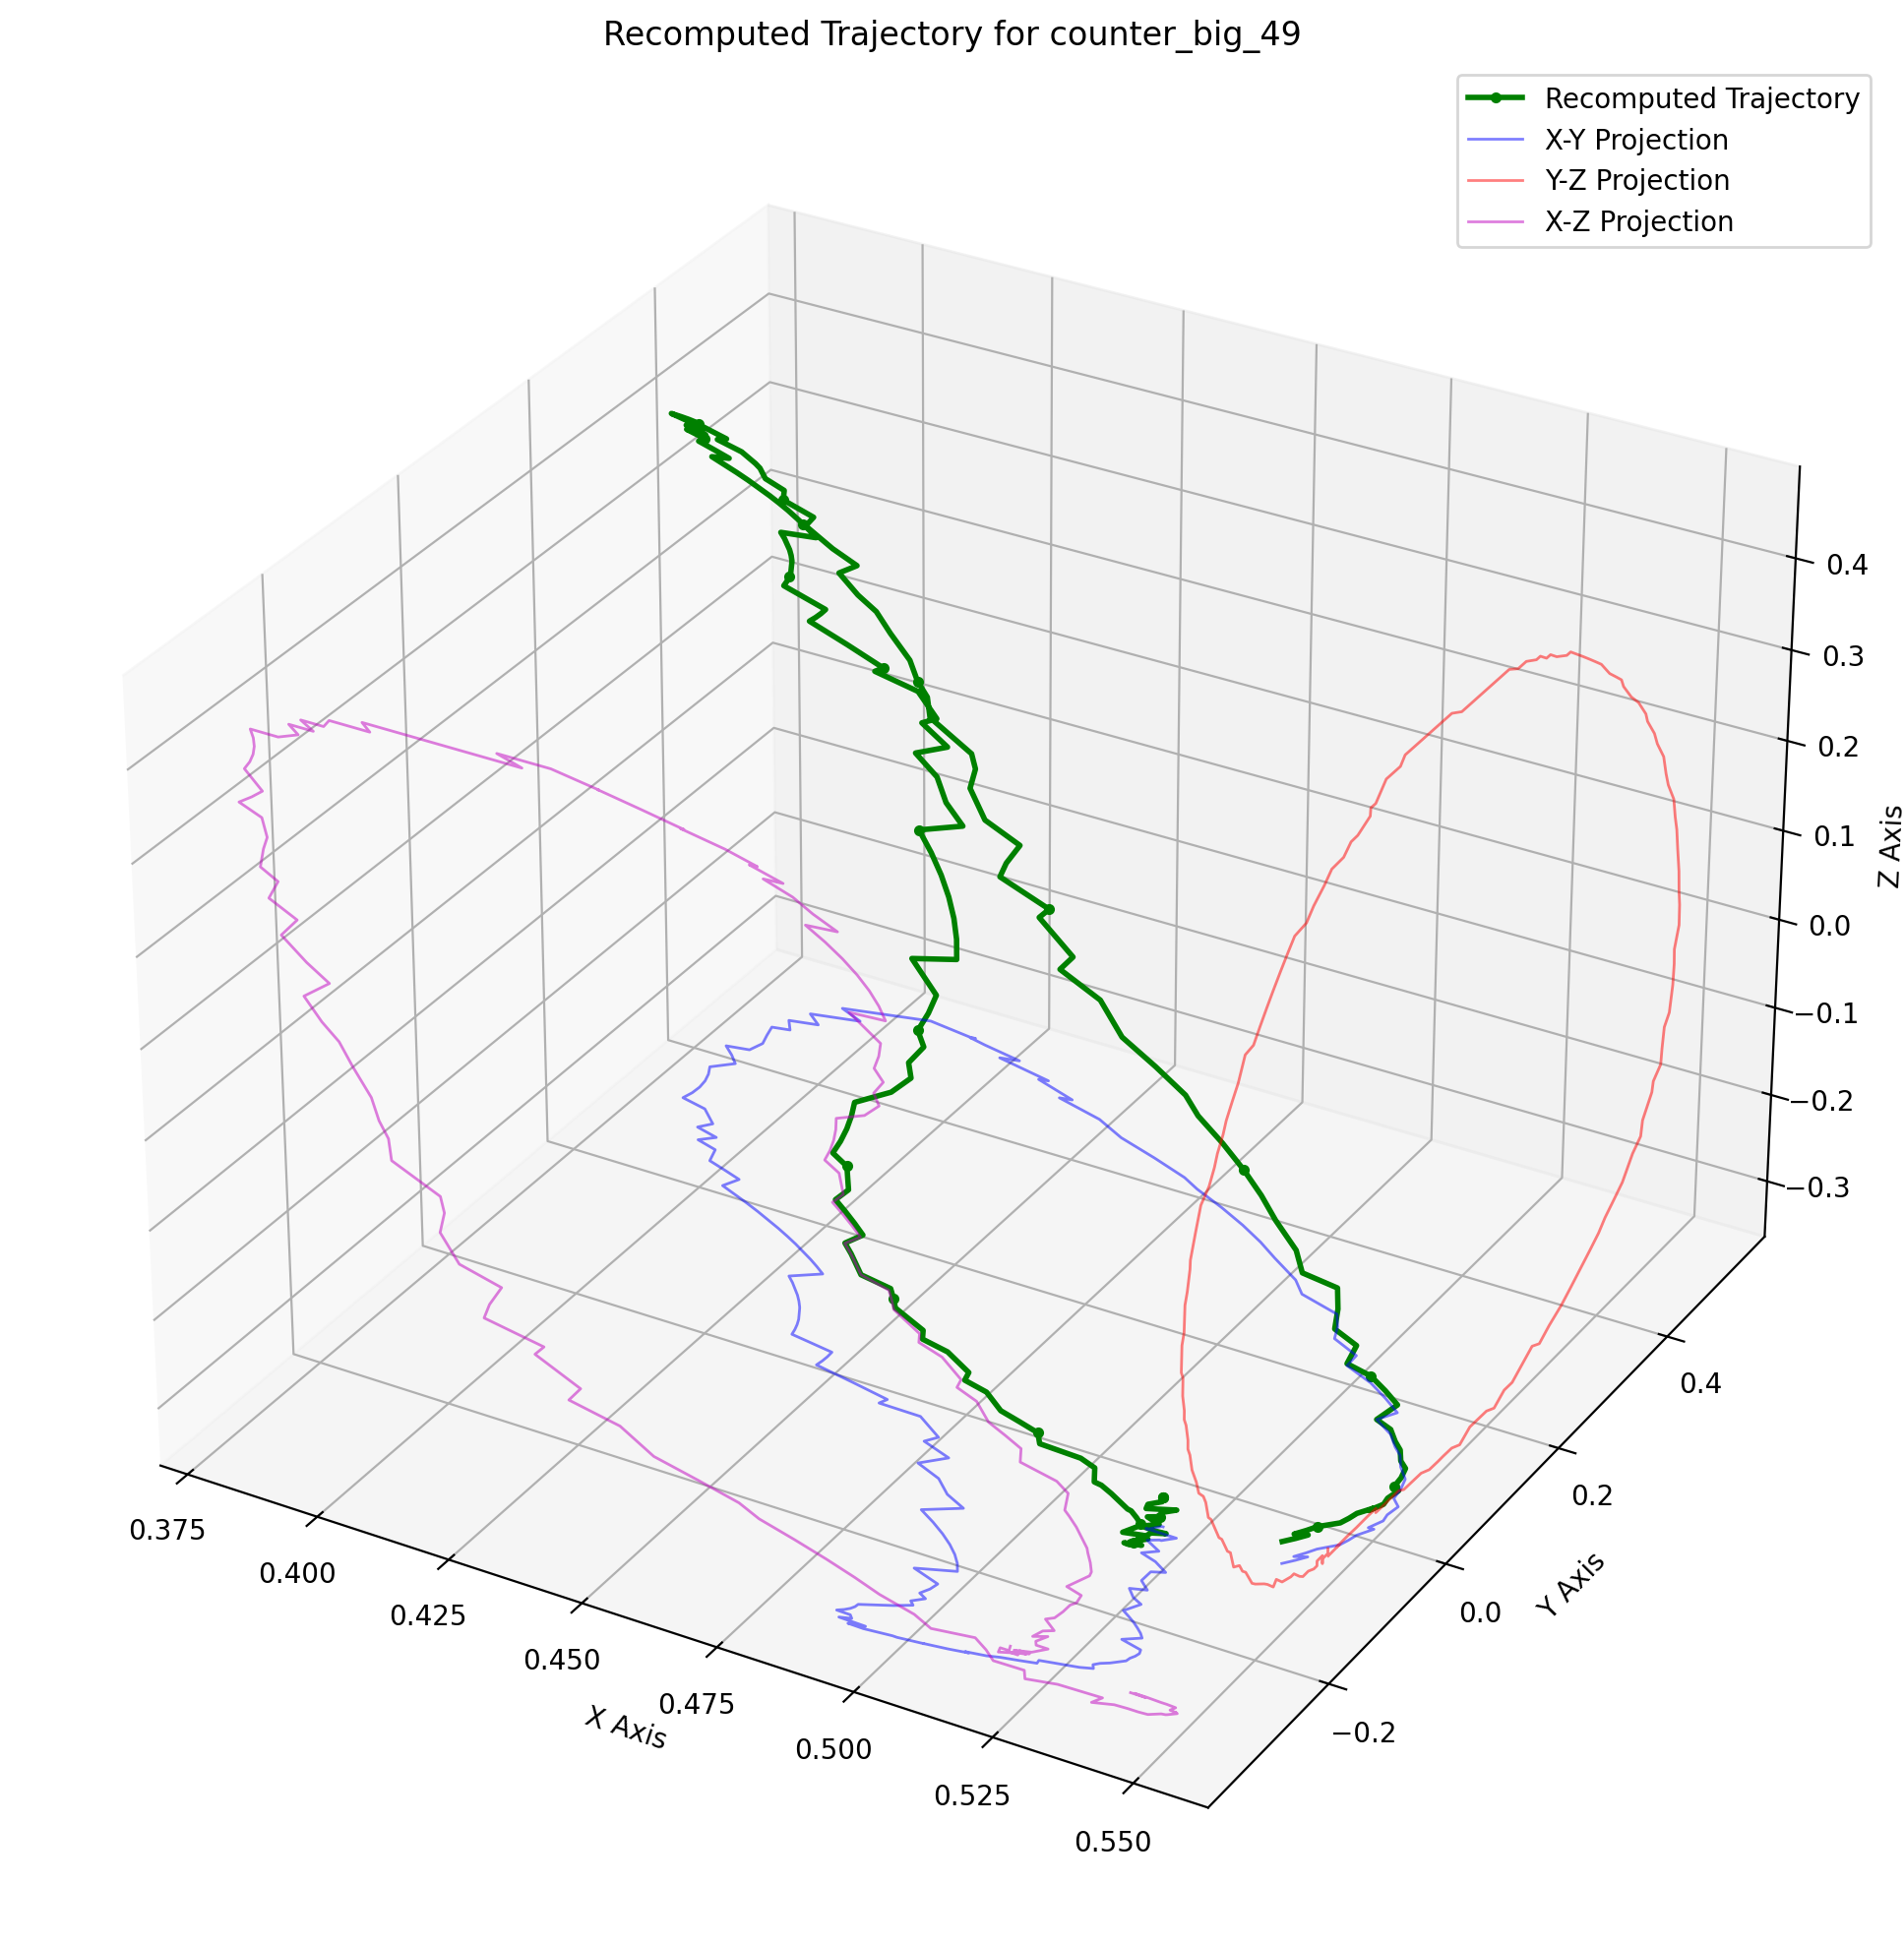 Recomputed Trajectory for counter_big_49
Recomputed Trajectory
X-Y Projection
Y-Z Projection
X-Z Projection
0.4
0.3
0.2
0.1
0.0
−0.1
−0.2
−0.3
Z Axis
0.4
0.2
0.0
−0.2
Y Axis
0.375
0.400
0.425
0.450
0.475
0.500
0.525
0.550
X Axis